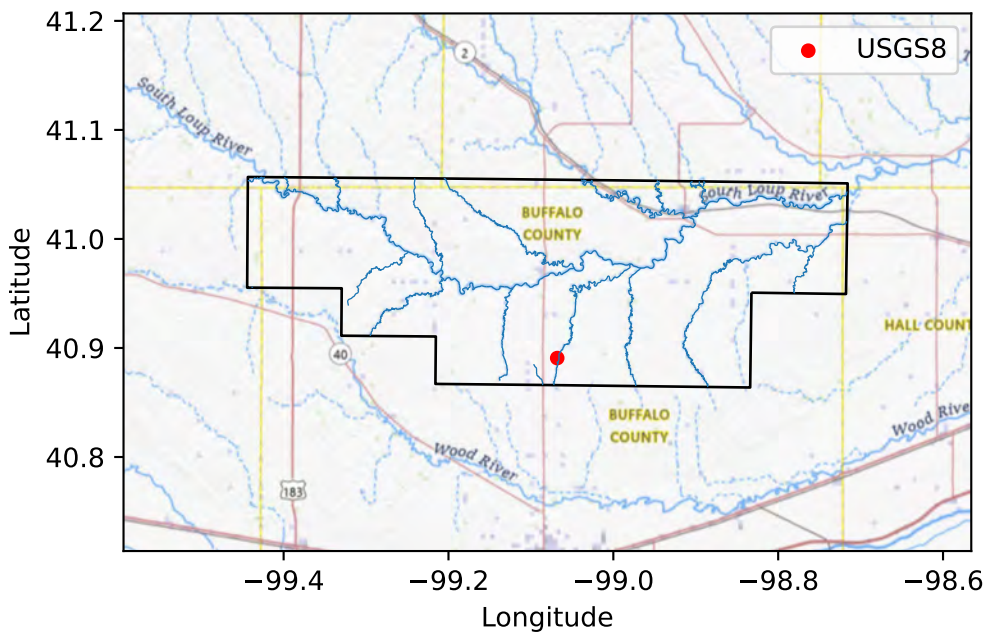 41.2
41.1
41.0
40.9
40.8
Latitude
−99.4
−99.2
−99.0
−98.8
−98.6
Longitude
USGS8
2
South Loup River
South Loup River
BUFFALO
COUNTY
HALL COUNT
40
BUFFALO
COUNTY
Wood River
Wood Rive
183